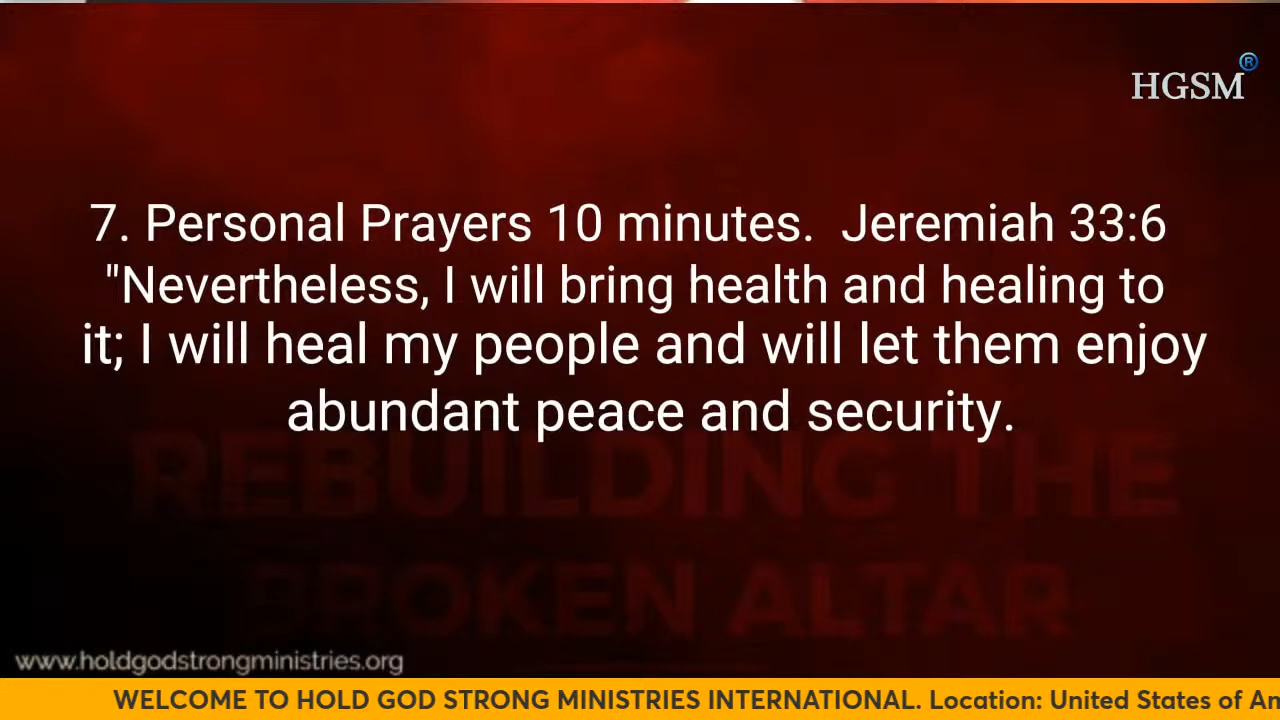 HGSM®
7. Personal Prayers 10 minutes.  Jeremiah 33:6
"Nevertheless, I will bring health and healing to
it; I will heal my people and will let them enjoy
abundant peace and security.
REBUILDING THE
BROKEN ALTAR
www.holdgodstrongministries.org
WELCOME TO HOLD GOD STRONG MINISTRIES INTERNATIONAL. Location: United States of